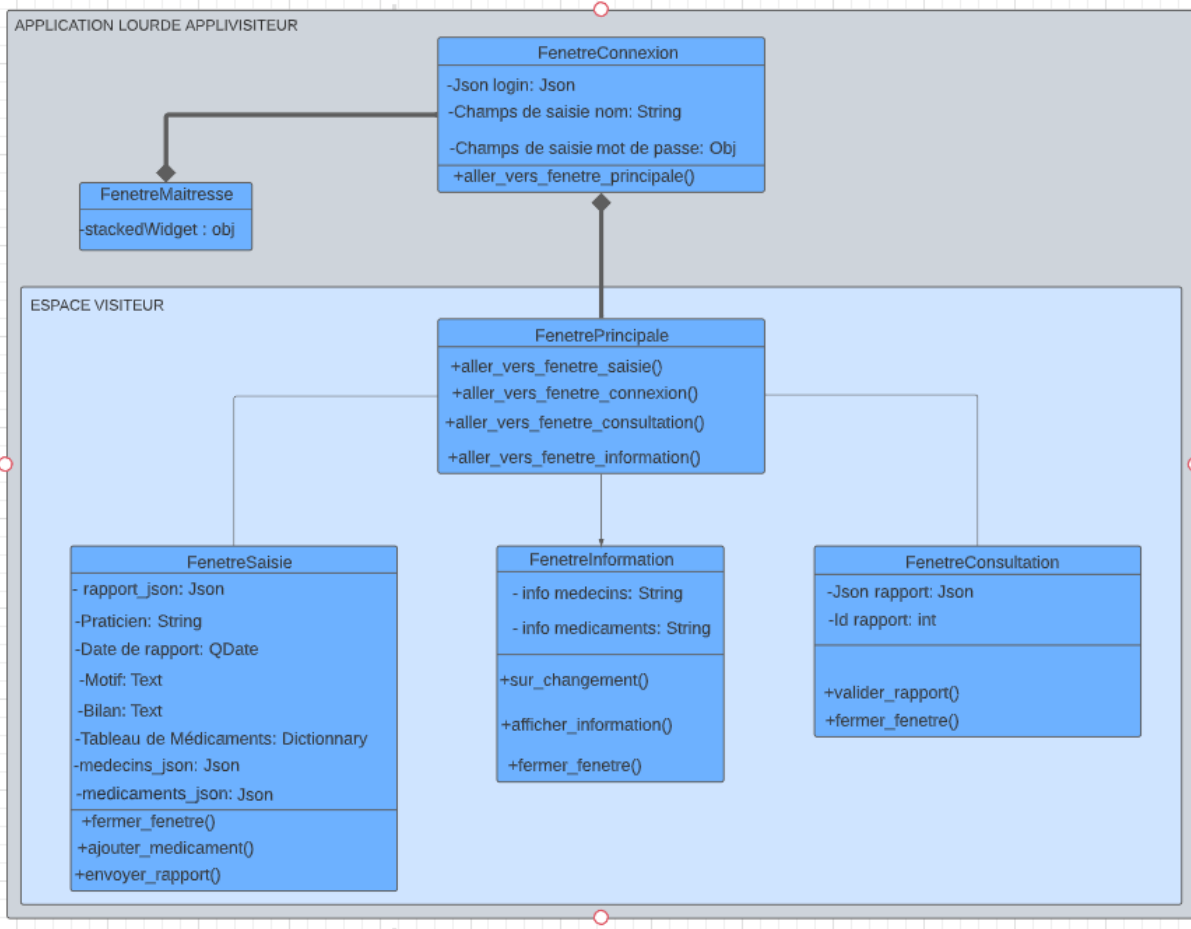 APPLICATION LOURDE APPLIVISITEUR
FenetreConnexion
-Json login: Json
-Champs de saisie nom: String
-Champs de saisie mot de passe: Obj
+aller_vers_fenetre_principale()
FenetreMaitresse
-stackedWidget : obj
ESPACE VISITEUR
FenetrePrincipale
+aller_vers_fenetre_saisie()
+aller_vers_fenetre_connexion()
+aller_vers_fenetre_consultation()
+aller_vers_fenetre_information()
FenetreSaisie
- rapport_json: Json
-Praticien: String
-Date de rapport: QDate
-Motif: Text
-Bilan: Text
-Tableau de Médicaments: Dictionnary
-medecins_json: Json
-medicaments_json: Json
+fermer_fenetre()
+ajouter_medicament()
+envoyer_rapport()
FenetreInformation
- info medecins: String
- info medicaments: String
+sur_changement()
+afficher_information()
+fermer_fenetre()
FenetreConsultation
-Json rapport: Json
-Id rapport: int
+valider_rapport()
+fermer_fenetre()